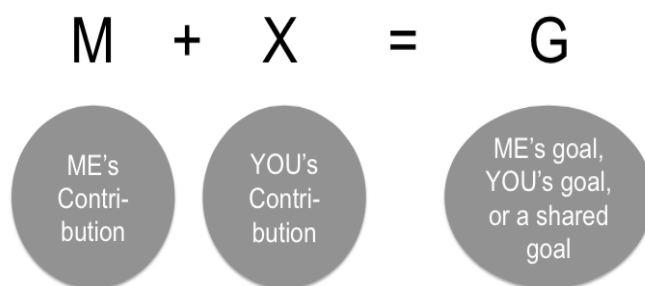 M + X = G
ME's
Contri-
bution
YOU's
Contri-
bution
ME's goal,
YOU's goal,
or a shared
goal